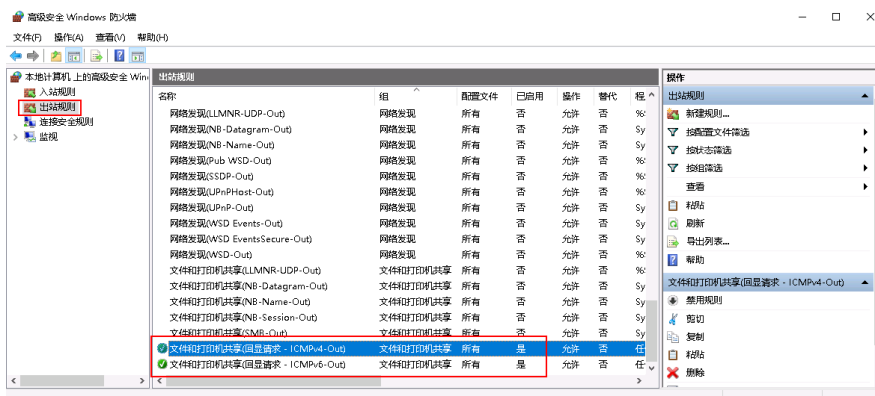 高级安全 Windows 防火墙
文件(F) 操作(A) 查看(V) 帮助(H)
本地计算机 上的高级安全 Win
入站规则
出站规则
连接安全规则
监视
出站规则
名称 组 配置文件 已启用 操作 替代 程
网络发现(LLMNR-UDP-Out) 网络发现 所有 否 允许 否 %
网络发现(NB-Datagram-Out) 网络发现 所有 否 允许 否 Sy
网络发现(NB-Name-Out) 网络发现 所有 否 允许 否 Sy
网络发现(Pub WSD-Out) 网络发现 所有 否 允许 否 %
网络发现(SSDP-Out) 网络发现 所有 否 允许 否 %
网络发现(UPnPHost-Out) 网络发现 所有 否 允许 否 %
网络发现(UPnP-Out) 网络发现 所有 否 允许 否 Sy
网络发现(WSD Events-Out) 网络发现 所有 否 允许 否 Sy
网络发现(WSD EventsSecure-Out) 网络发现 所有 否 允许 否 Sy
网络发现(WSD-Out) 网络发现 所有 否 允许 否 %
文件和打印机共享(LLMNR-UDP-Out) 文件和打印机共享 所有 否 允许 否 %
文件和打印机共享(NB-Datagram-Out) 文件和打印机共享 所有 否 允许 否 Sy
文件和打印机共享(NB-Name-Out) 文件和打印机共享 所有 否 允许 否 Sy
文件和打印机共享(NB-Session-Out) 文件和打印机共享 所有 否 允许 否 Sy
文件和打印机共享(SMB-Out) 文件和打印机共享 所有 否 允许 否 Sy
文件和打印机共享(回显请求 - ICMPv4-Out) 文件和打印机共享 所有 是 允许 否 任
文件和打印机共享(回显请求 - ICMPv6-Out) 文件和打印机共享 所有 是 允许 否 任
操作
出站规则
新建规则...
按配置文件筛选
按状态筛选
按组筛选
查看
粘贴
刷新
导出列表...
帮助
文件和打印机共享(回显请求 - ICMPv4-Out)
禁用规则
剪切
复制
粘贴
删除